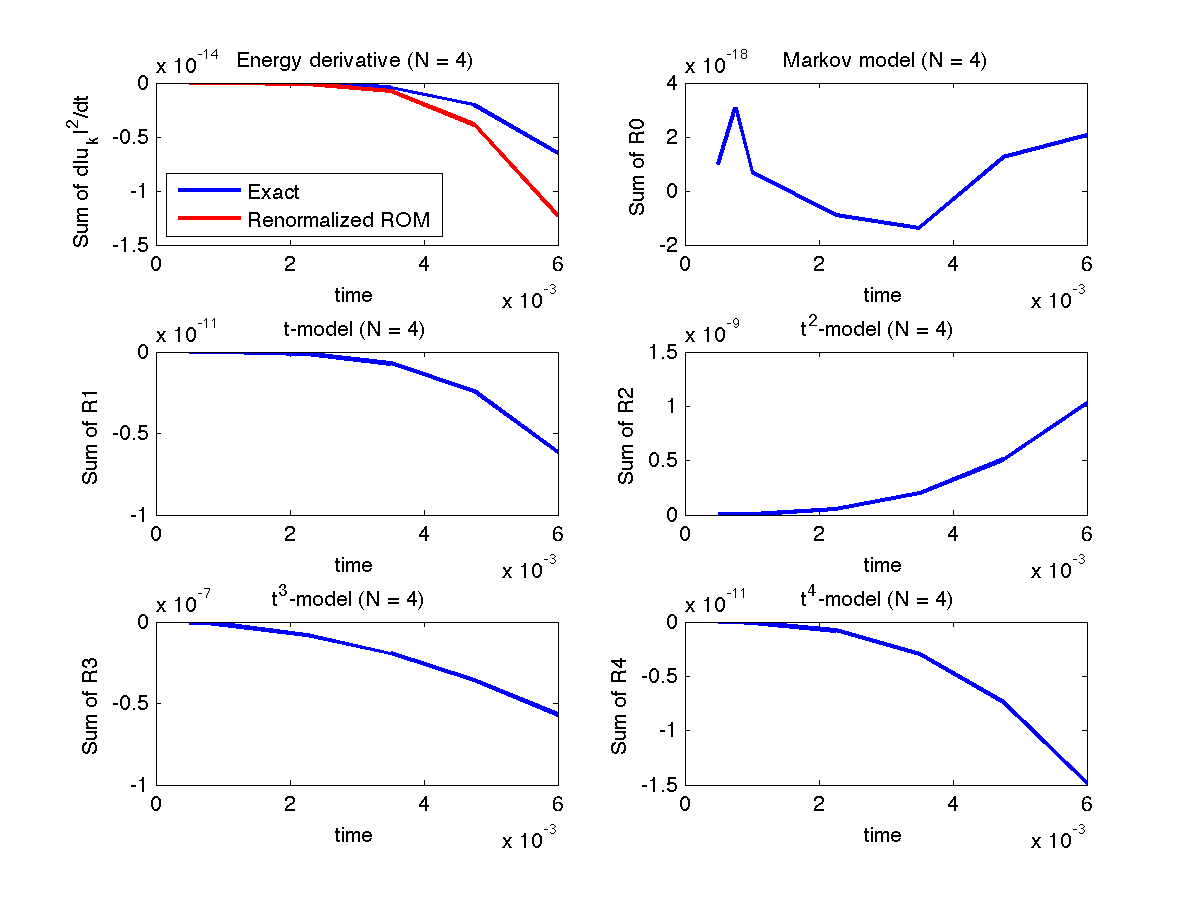 x 10^-14
Energy derivative (N = 4)
Sum of d|u_k|^2/dt
0
-0.5
-1
-1.5
Exact
Renormalized ROM
0 2 4 6
time
x 10^-3
x 10^-18
Markov model (N = 4)
Sum of R0
4
2
0
-2
0 2 4 6
time
x 10^-3
x 10^-11
t-model (N = 4)
Sum of R1
0
-0.5
-1
0 2 4 6
time
x 10^-3
x 10^-9
t^2-model (N = 4)
Sum of R2
1.5
1
0.5
0
0 2 4 6
time
x 10^-3
x 10^-7
t^3-model (N = 4)
Sum of R3
0
-0.5
-1
0 2 4 6
time
x 10^-3
x 10^-11
t^4-model (N = 4)
Sum of R4
0
-0.5
-1
-1.5
0 2 4 6
time
x 10^-3